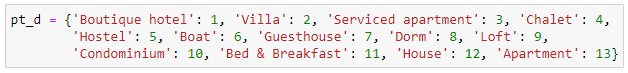 pt_d = {'Boutique hotel': 1, 'Villa': 2, 'Serviced apartment': 3, 'Chalet': 4,
'Hostel': 5, 'Boat': 6, 'Guesthouse': 7, 'Dorm': 8, 'Loft': 9,
'Condominium': 10, 'Bed & Breakfast': 11, 'House': 12, 'Apartment': 13}